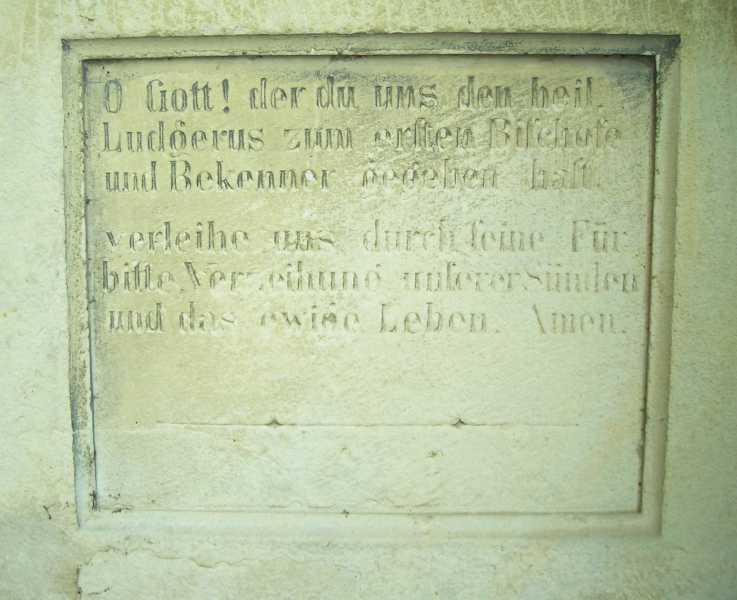 O Gott! der du uns den heil.
Ludgerus zum erſten Biſchofe
und Bekenner gegeben haſt.
verleihe uns durch ſeine Für
bitte, Verzeihung unſerer Sünden
und das ewige Leben. Amen.